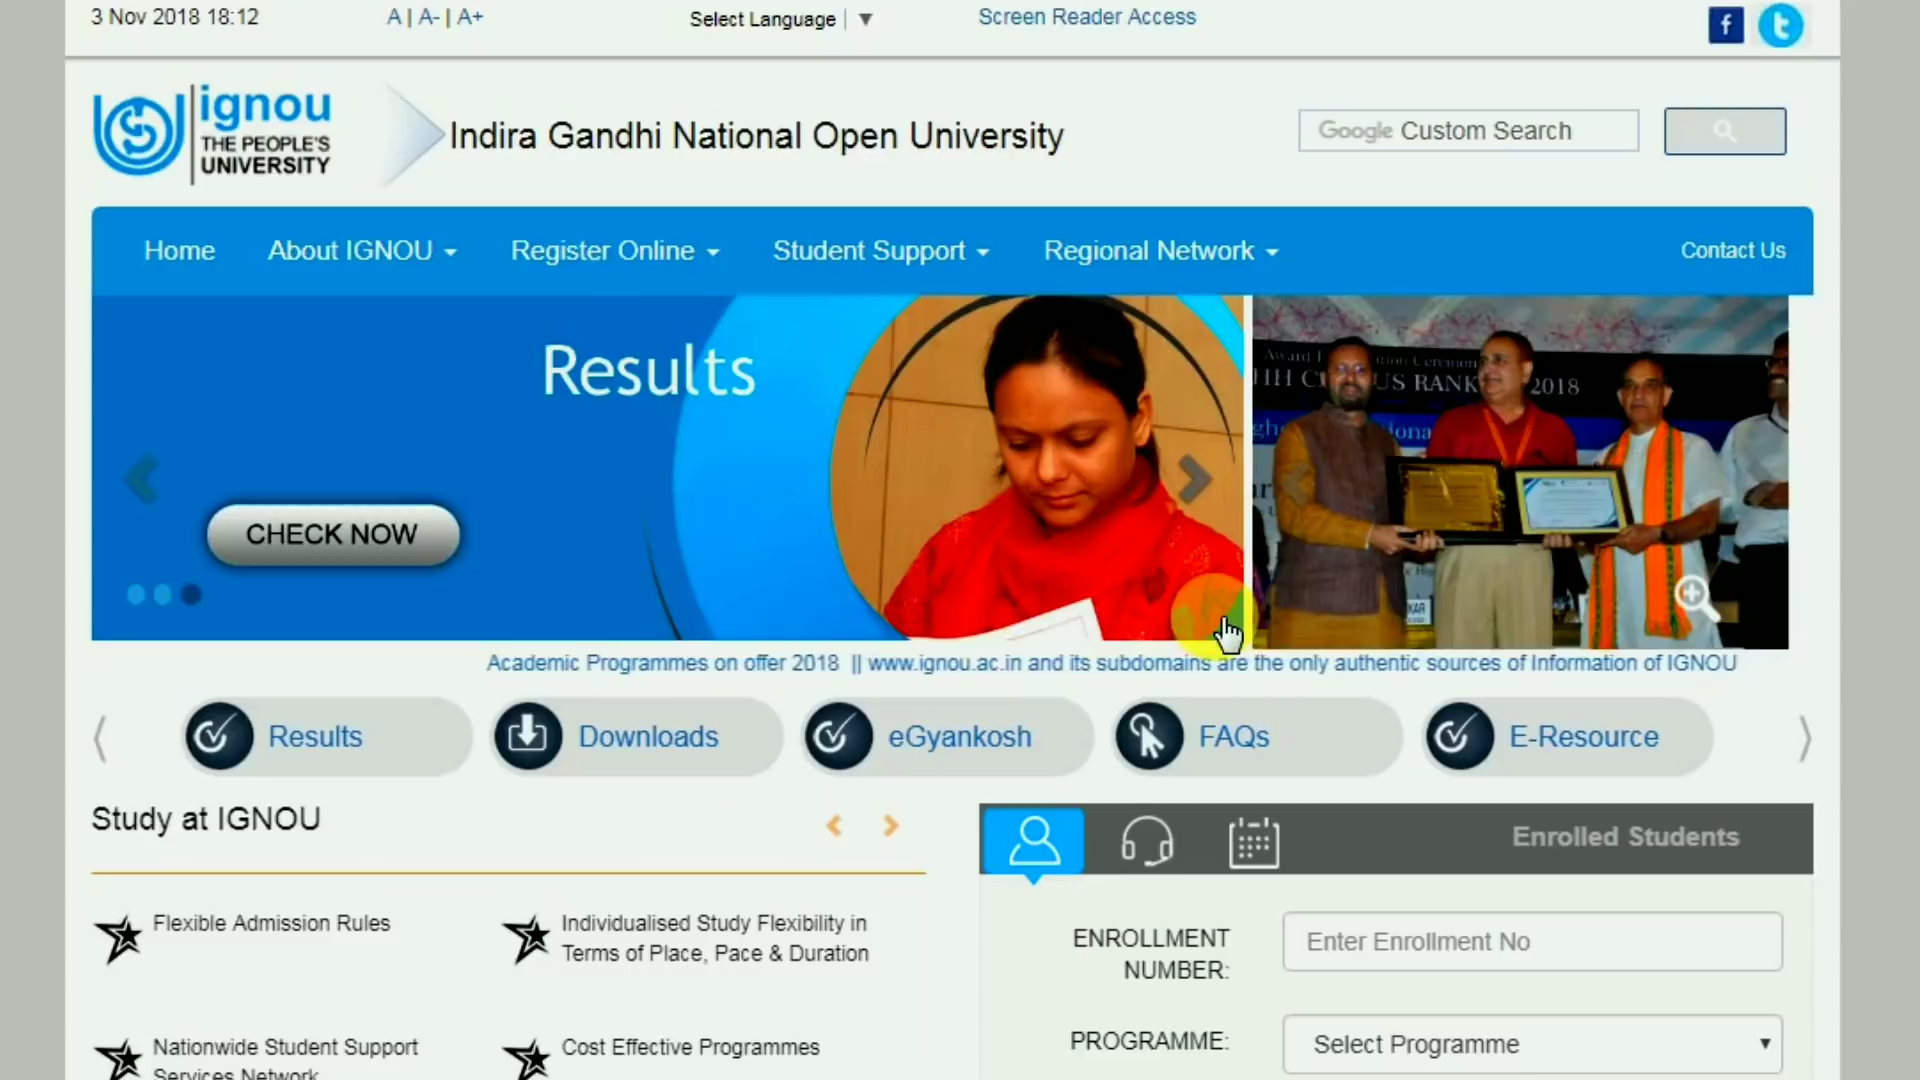 3 Nov 2018 18:12
A | A- | A+
Select Language ▼
Screen Reader Access
ignou
THE PEOPLE'S
UNIVERSITY
Indira Gandhi National Open University
Google Custom Search
Home
About IGNOU
Register Online
Student Support
Regional Network
Contact Us
Results
CHECK NOW
2018
Academic Programmes on offer 2018 || www.ignou.ac.in and its subdomains are the only authentic sources of Information of IGNOU
Results
Downloads
eGyankosh
FAQs
E-Resource
Study at IGNOU
Flexible Admission Rules
Individualised Study Flexibility in
Terms of Place, Pace & Duration
Nationwide Student Support
Services Network
Cost Effective Programmes
Enrolled Students
ENROLLMENT
NUMBER:
Enter Enrollment No
PROGRAMME:
Select Programme